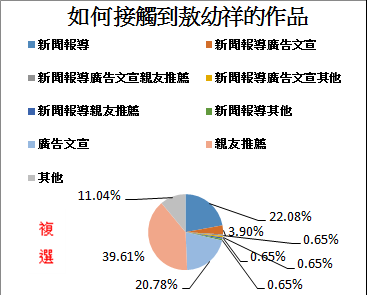 如何接觸到敖幼祥的作品
新聞報導
新聞報導廣告文宣
新聞報導廣告文宣親友推薦
新聞報導廣告文宣其他
新聞報導親友推薦
新聞報導其他
廣告文宣
親友推薦
其他
11.04%
22.08%
複
選
3.90%
0.65%
39.61%
0.65%
0.65%
20.78%
0.65%